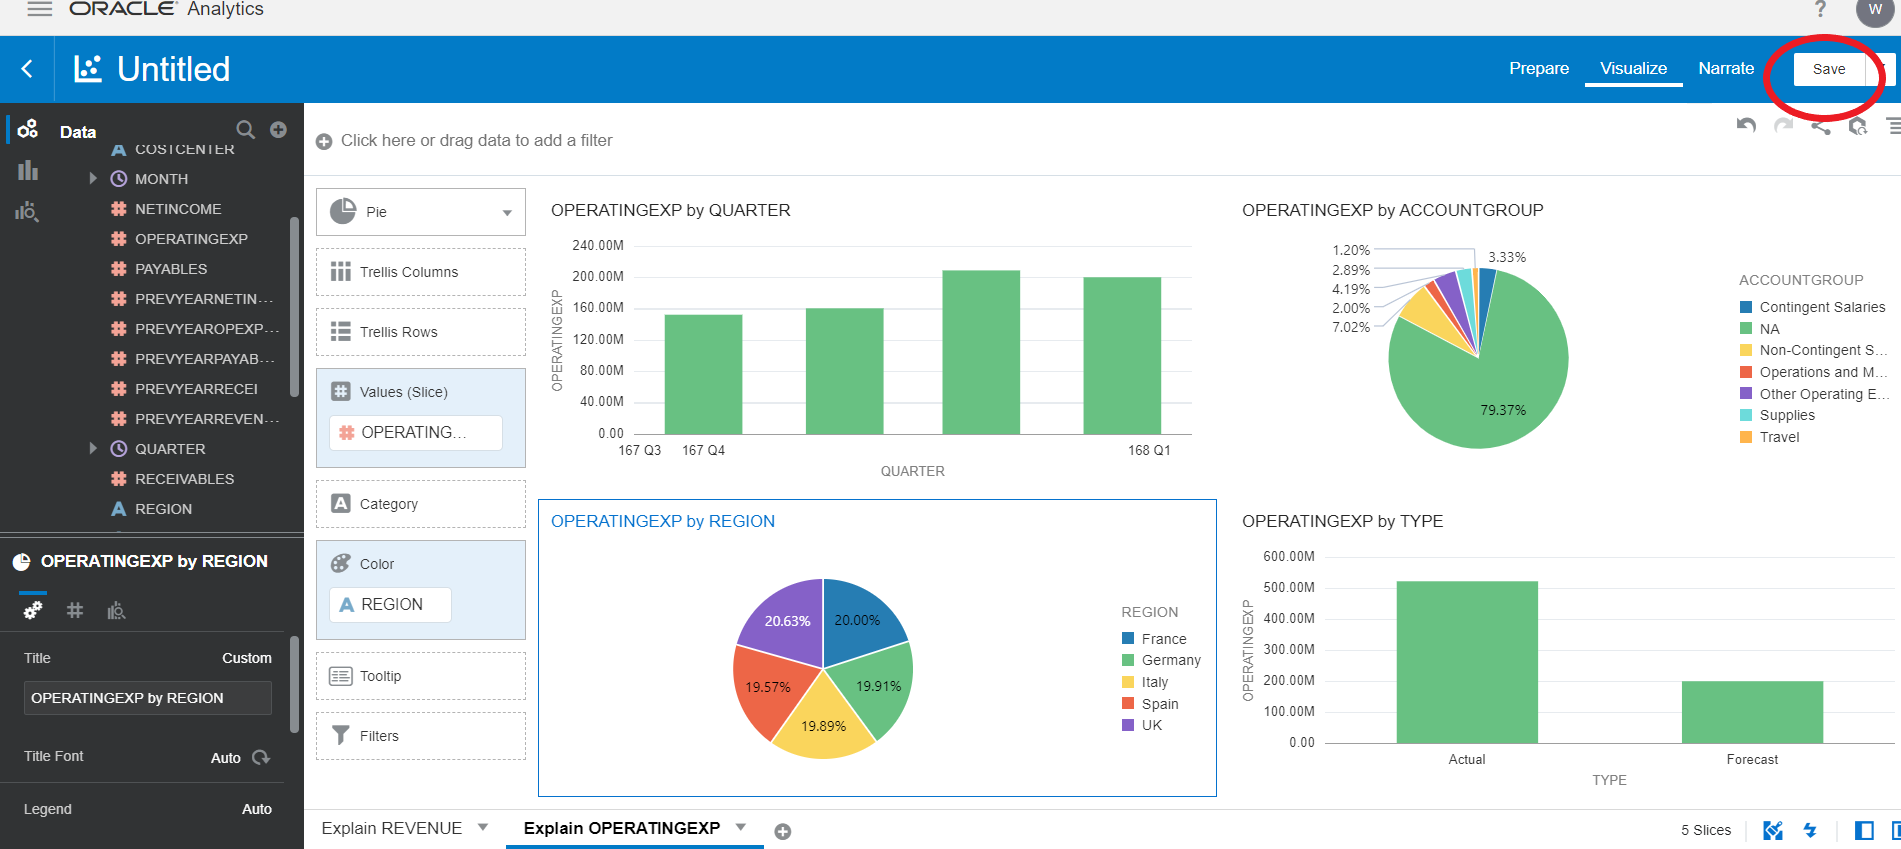 ORACLE Analytics
?
W
Untitled
Prepare
Visualize
Narrate
Save
Data
COSTCENTER
MONTH
NETINCOME
OPERATINGEXP
PAYABLES
PREVYEARNETIN...
PREVYEAROPEXP...
PREVYEARPAYAB...
PREVYEARRECEI
PREVYEARREVEN...
QUARTER
RECEIVABLES
REGION
OPERATINGEXP by REGION
Title
Custom
OPERATINGEXP by REGION
Title Font
Auto
Legend
Auto
Click here or drag data to add a filter
Pie
Trellis Columns
Trellis Rows
Values (Slice)
OPERATING...
Category
Color
REGION
Tooltip
Filters
OPERATINGEXP by QUARTER
240.00M
200.00M
160.00M
120.00M
80.00M
40.00M
0.00
OPERATINGEXP
167 Q3
167 Q4
168 Q1
QUARTER
OPERATINGEXP by ACCOUNTGROUP
1.20%
2.89%
4.19%
2.00%
7.02%
3.33%
79.37%
ACCOUNTGROUP
Contingent Salaries
NA
Non-Contingent S...
Operations and M...
Other Operating E...
Supplies
Travel
OPERATINGEXP by REGION
20.63%
20.00%
19.57%
19.91%
19.89%
REGION
France
Germany
Italy
Spain
UK
OPERATINGEXP by TYPE
600.00M
500.00M
400.00M
300.00M
200.00M
100.00M
0.00
OPERATINGEXP
Actual
Forecast
TYPE
Explain REVENUE
Explain OPERATINGEXP
5 Slices